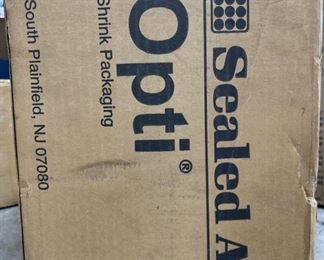 Sealed A
Opti®
Shrink Packaging
South Plainfield, NJ 07080